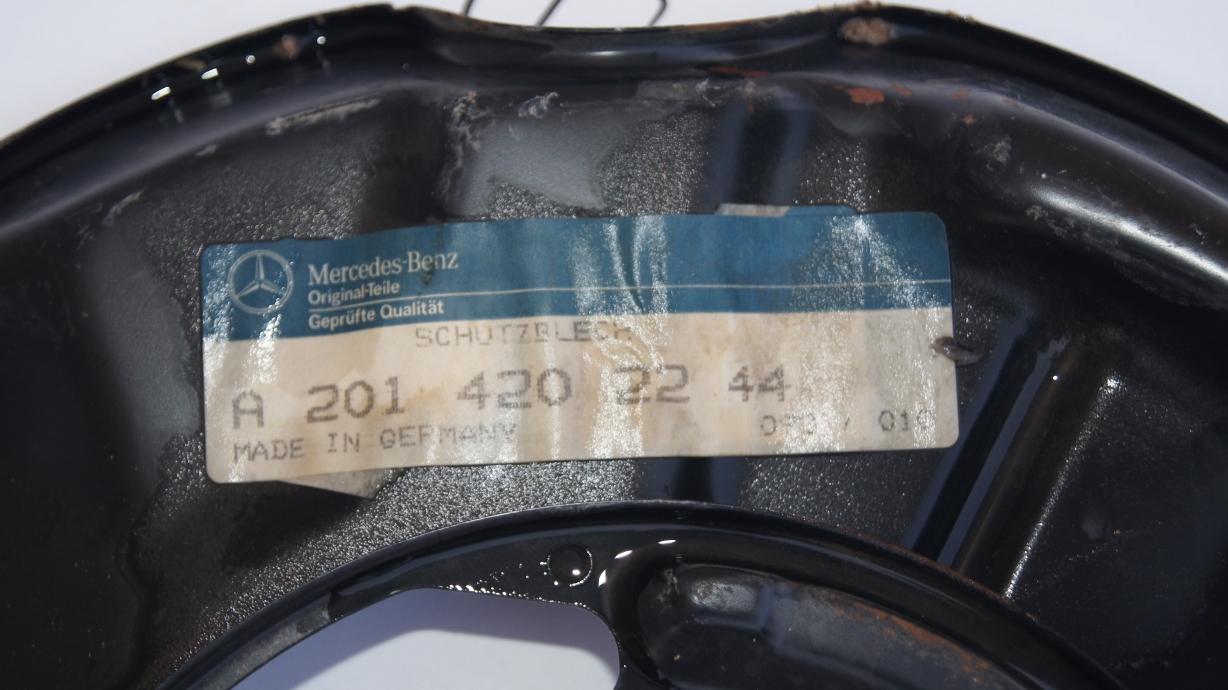 Mercedes-Benz
Original-Teile
Geprüfte Qualität
SCHUTZBLECH
A 201 420 22 44
MADE IN GERMANY